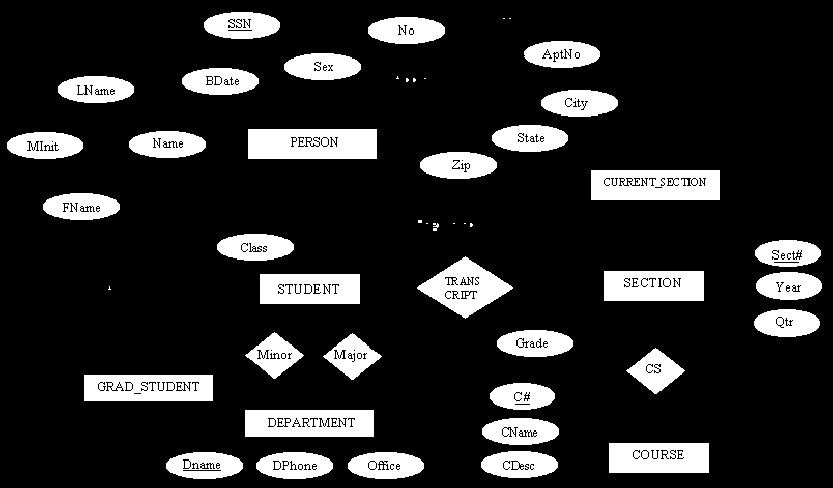 SSN
No
AptNo
Sex
BDate
LName
City
State
MInit
Name
PERSON
Zip
CURRENT_SECTION
FName
Class
Sect#
STUDENT
TRANS
CRIPT
SECTION
Year
Qtr
Grade
Minor
Major
CS
GRAD_STUDENT
C#
DEPARTMENT
CName
COURSE
Dname
DPhone
Office
CDesc